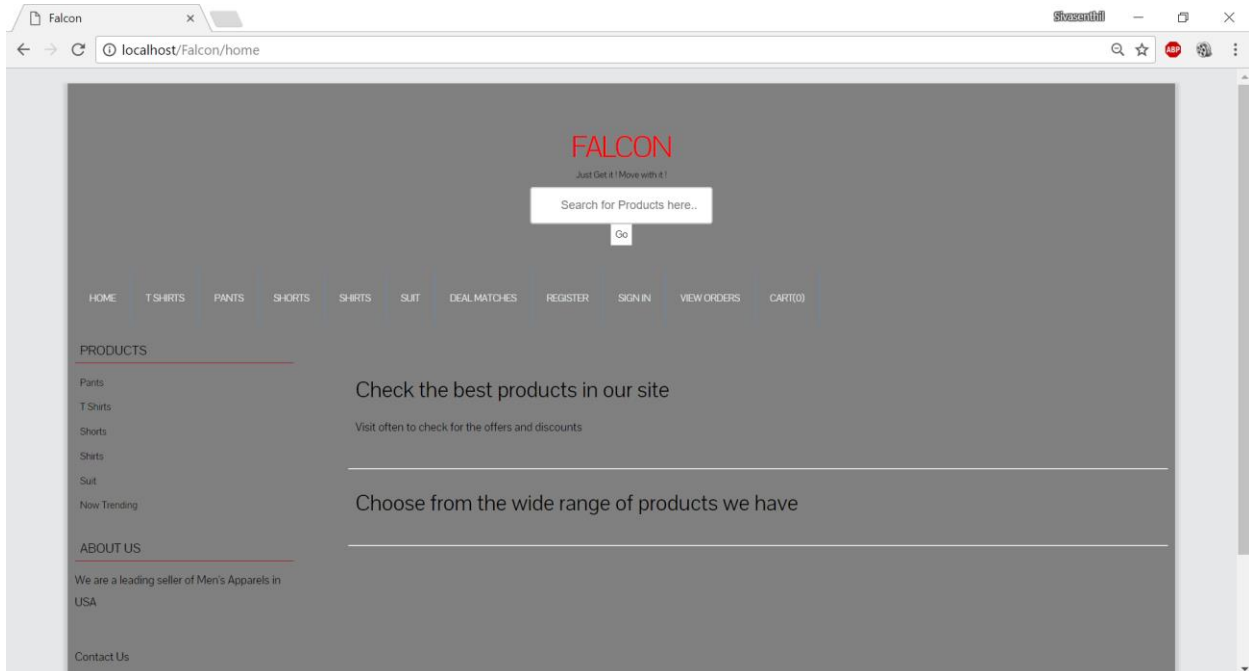 Falcon
Sivasenthil
localhost/Falcon/home
ABP
FALCON
Just Get it ! Move with it !
Search for Products here..
Go
HOME T SHIRTS PANTS SHORTS SHIRTS SUIT DEAL MATCHES REGISTER SIGN IN VIEW ORDERS CART(0)
PRODUCTS
Pants
T Shirts
Shorts
Shirts
Suit
Now Trending
ABOUT US
We are a leading seller of Men's Apparels in
USA
Contact Us
Check the best products in our site
Visit often to check for the offers and discounts
Choose from the wide range of products we have